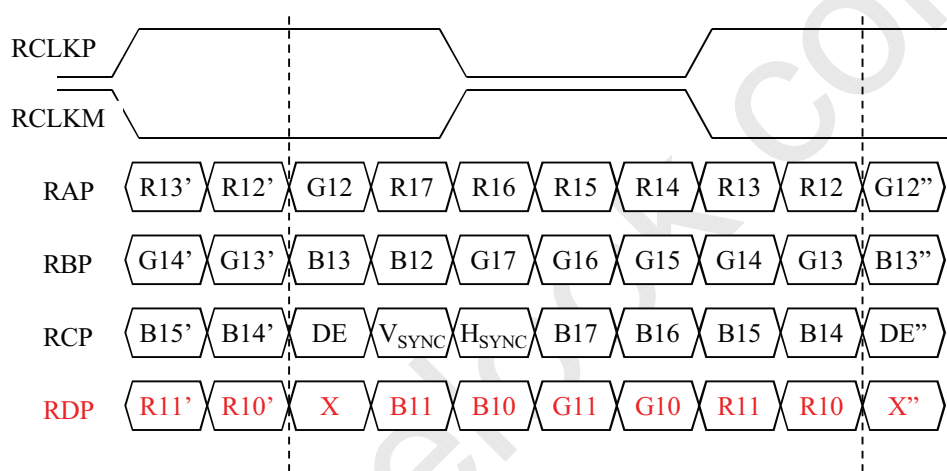 RCLKP
RCLKM
RAP R13’ R12’ G12 R17 R16 R15 R14 R13 R12 G12”
RBP G14’ G13’ B13 B12 G17 G16 G15 G14 G13 B13”
RCP B15’ B14’ DE VSYNC HSYNC B17 B16 B15 B14 DE”
RDP R11’ R10’ X B11 B10 G11 G10 R11 R10 X”